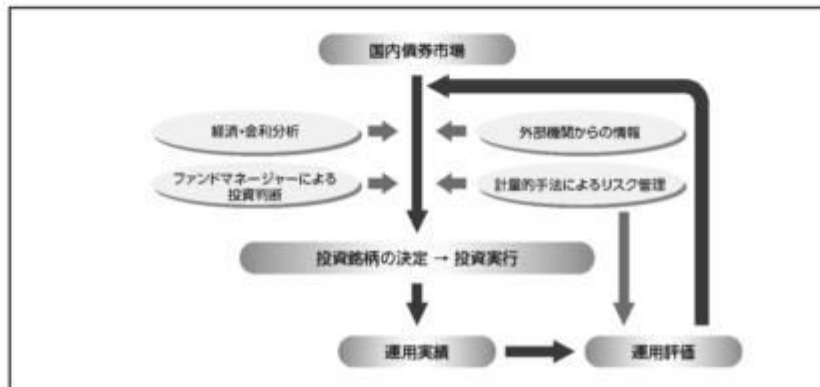 国内債券市場
経済・金利分析
外部機関からの情報
ファンドマネージャーによる
投資判断
計量的手法によるリスク管理
投資銘柄の決定 → 投資実行
運用実績
運用評価